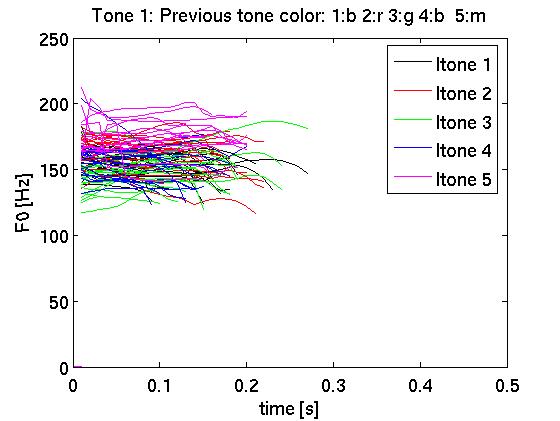 Tone 1: Previous tone color: 1:b 2:r 3:g 4:b  5:m
250
200
150
100
50
0
F0 [Hz]
ltone 1
ltone 2
ltone 3
ltone 4
ltone 5
0 0.1 0.2 0.3 0.4 0.5
time [s]